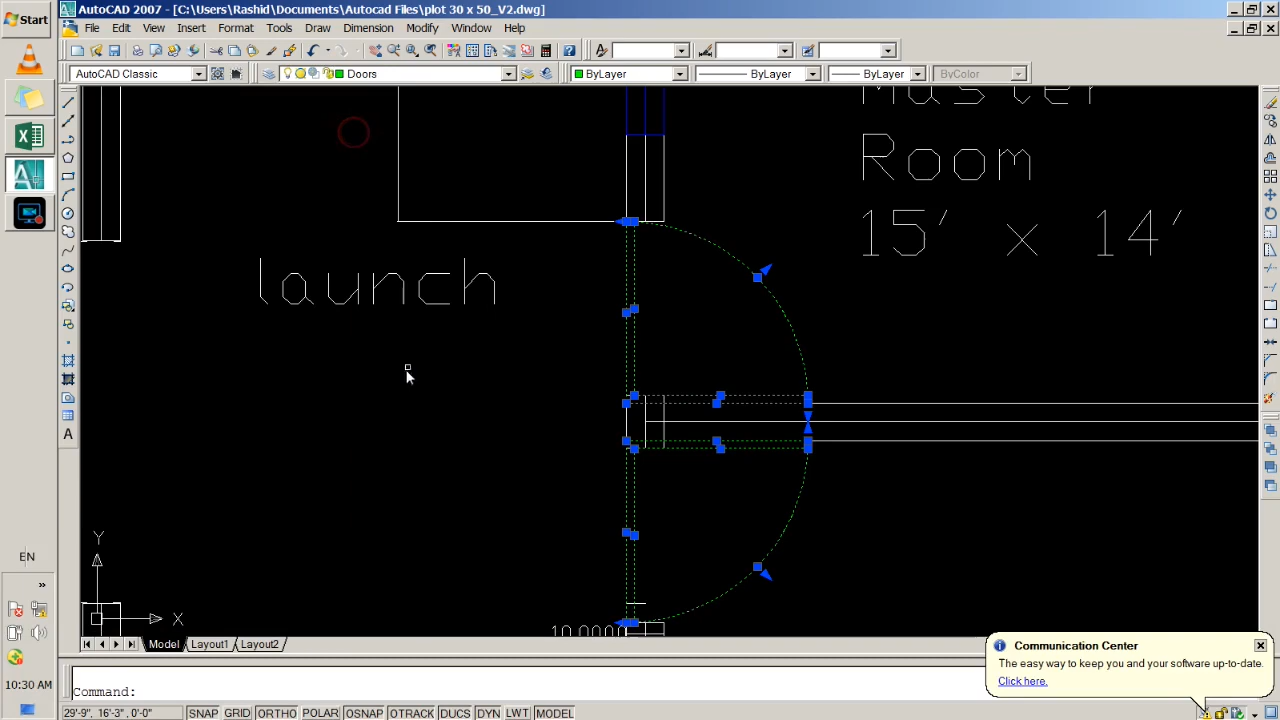 Start
AutoCAD 2007 - [C:\Users\Rashid\Documents\Autocad Files\plot 30 x 50_V2.dwg]
File Edit View Insert Format Tools Draw Dimension Modify Window Help
AutoCAD Classic Doors ByLayer ByLayer ByLayer ByColor
Master
Room
15' x 14'
launch
Y
X
10.0000
EN
Model Layout1 Layout2
Communication Center
The easy way to keep you and your software up-to-date.
Click here.
Command:
10:30 AM
29'-9", 16'-3", 0'-0" SNAP GRID ORTHO POLAR OSNAP OTRACK DUCS DYN LWT MODEL